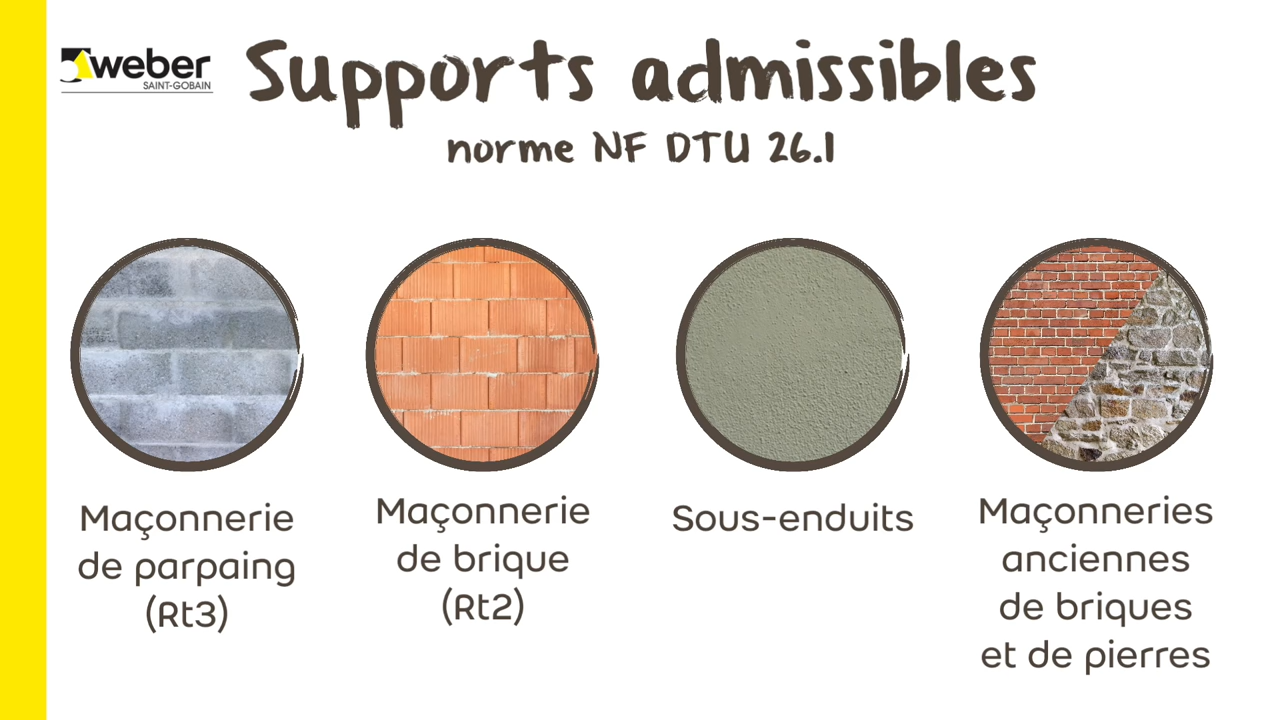 weber
SAINT-GOBAIN
Supports admissibles
norme NF DTU 26.1
Maçonnerie
de parpaing
(Rt3)
Maçonnerie
de brique
(Rt2)
Sous-enduits
Maçonneries
anciennes
de briques
et de pierres